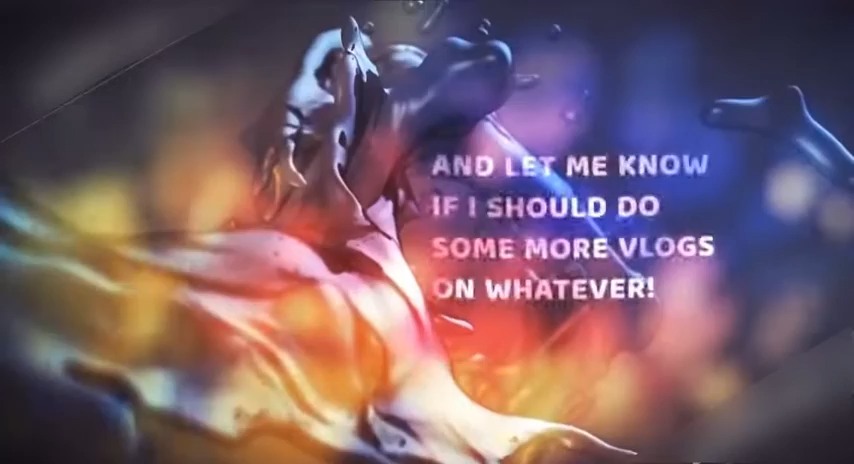 AND LET ME KNOW
IF I SHOULD DO
SOME MORE VLOGS
ON WHATEVER!